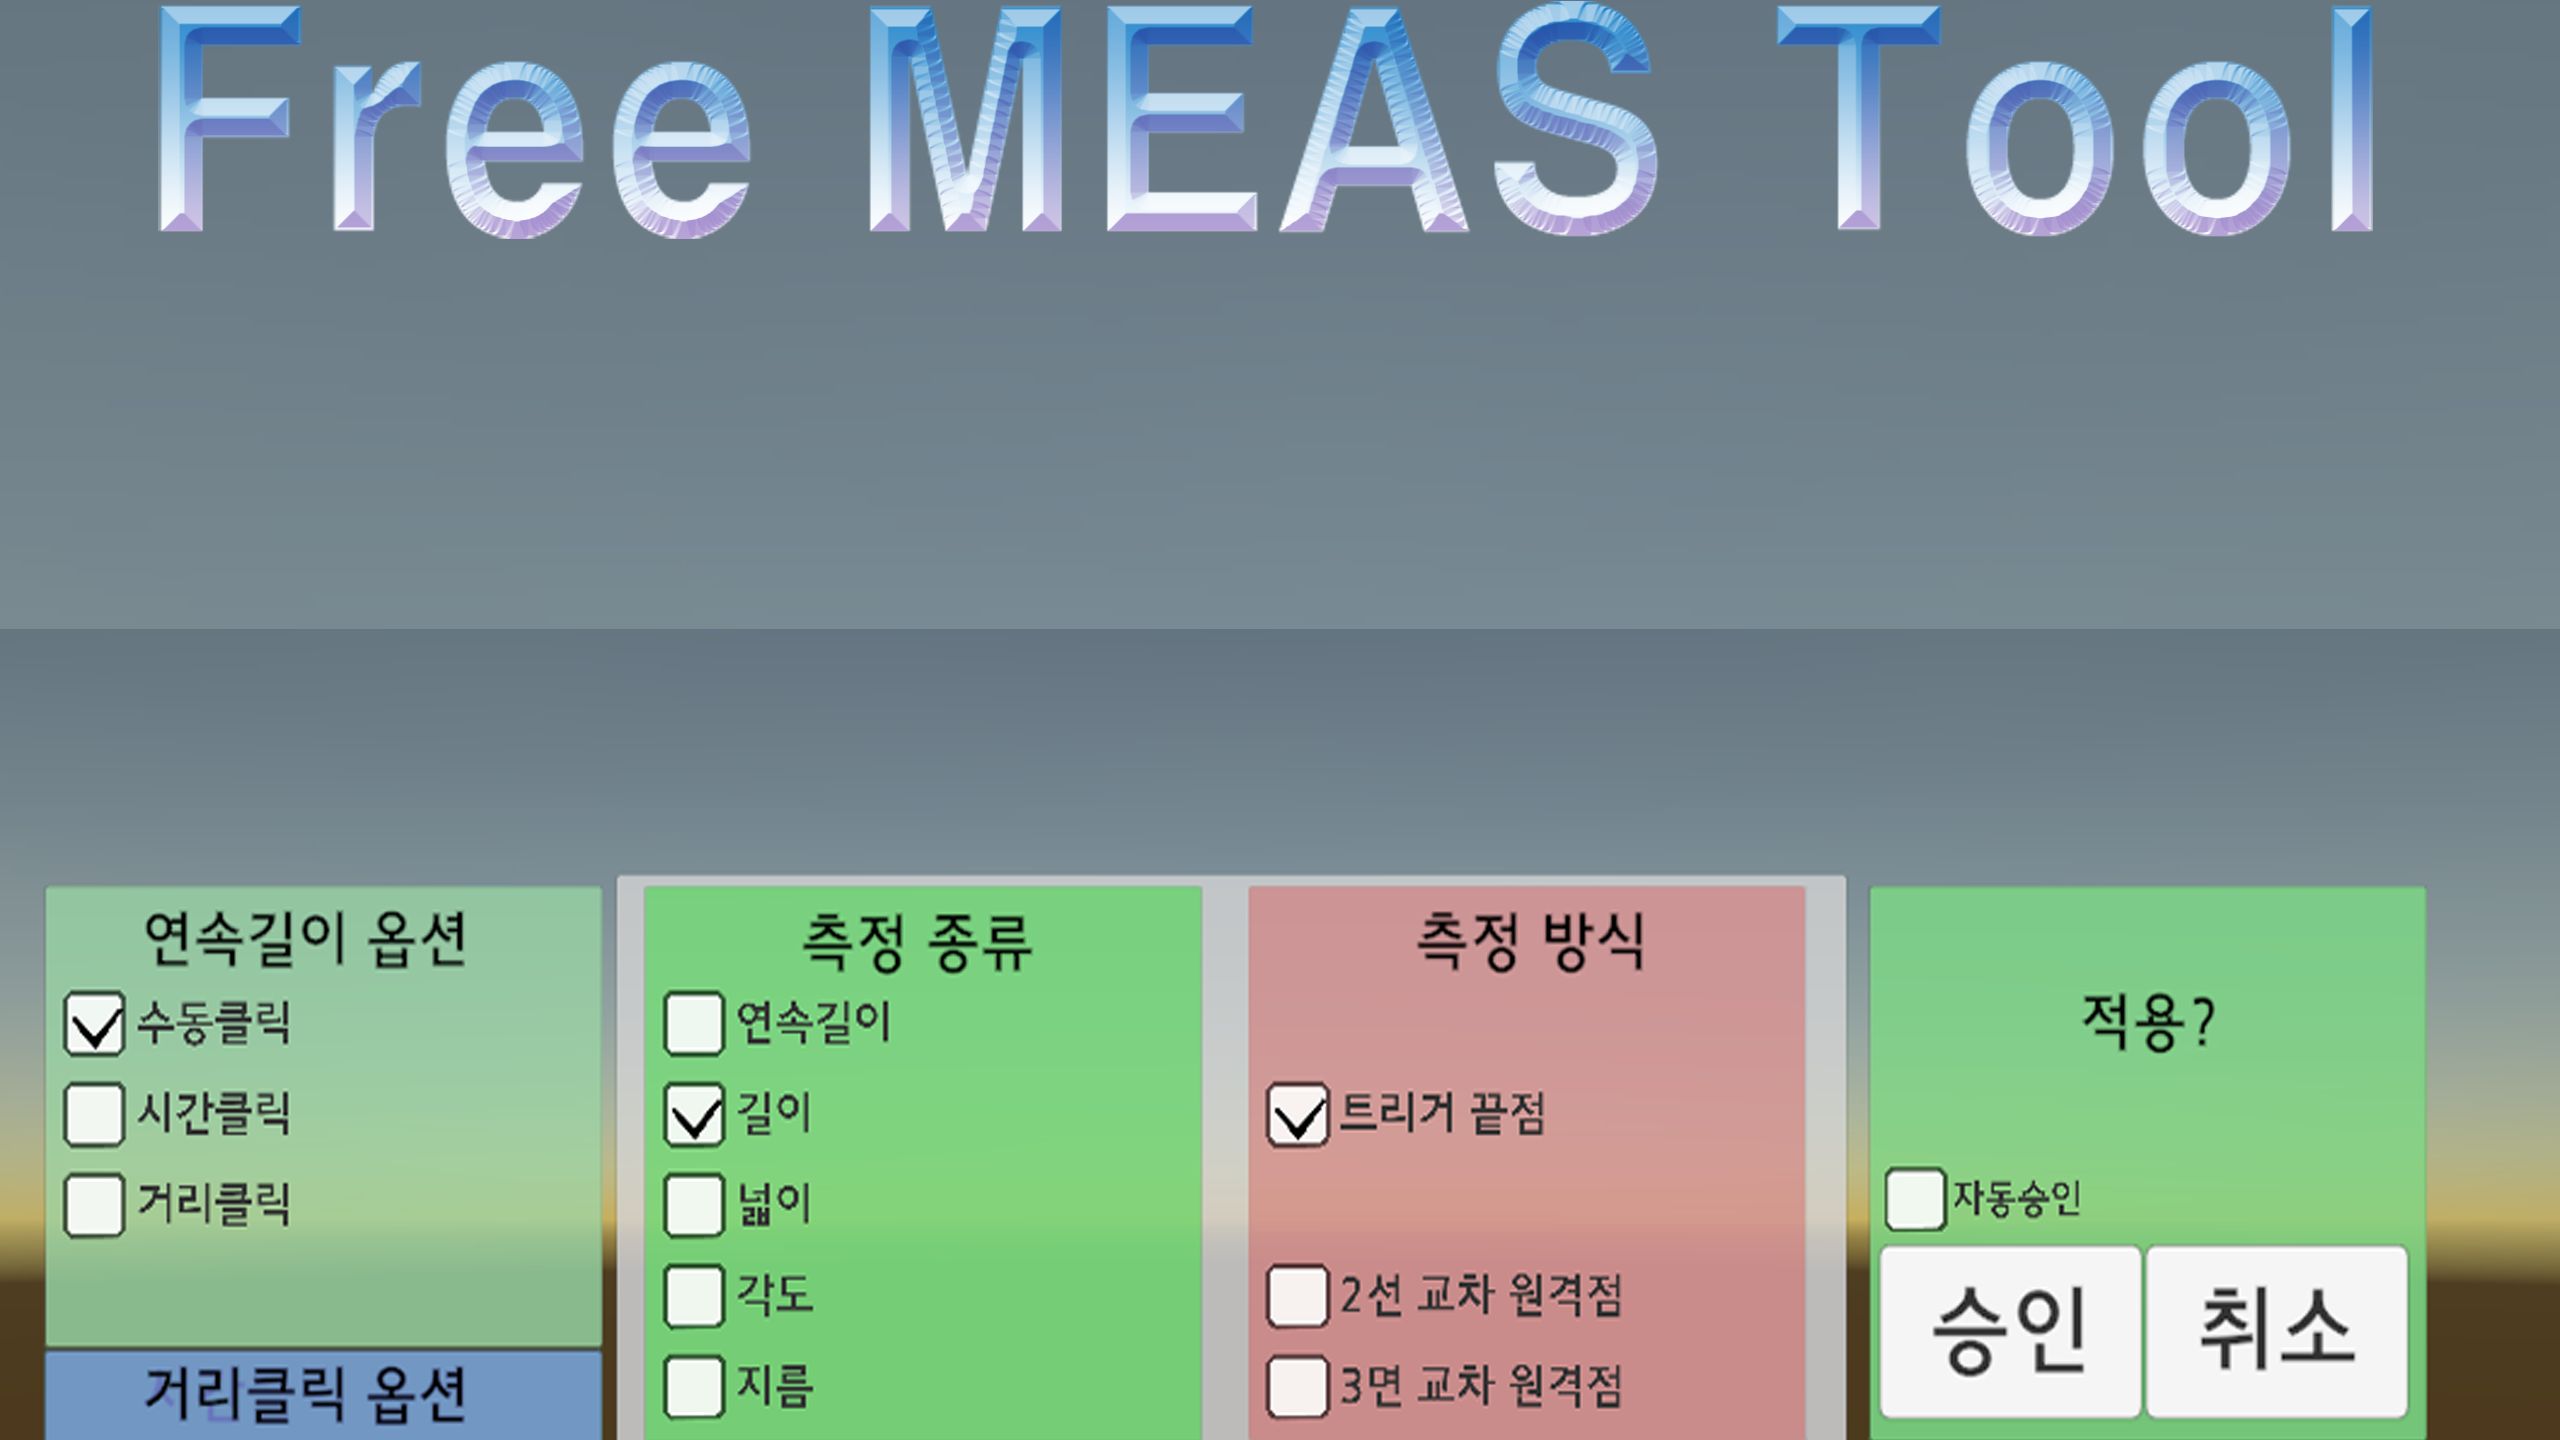 Free MEAS Tool
연속길이 옵션
수동클릭
시간클릭
거리클릭
거리클릭 옵션
측정 종류
연속길이
길이
넓이
각도
지름
측정 방식
트리거 끝점
2선 교차 원격점
3면 교차 원격점
적용?
자동승인
승인
취소